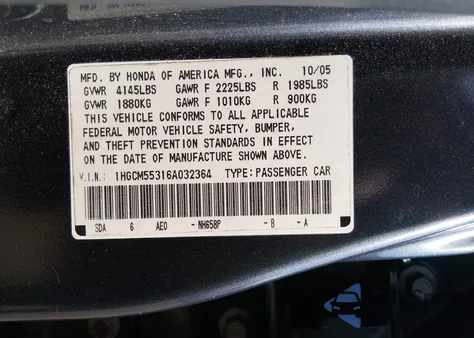 MFD. BY HONDA OF AMERICA MFG., INC. 10/05
GVWR 4145LBS GAWR F 2225LBS R 1985LBS
GVWR 1880KG GAWR F 1010KG R 900KG
THIS VEHICLE CONFORMS TO ALL APPLICABLE
FEDERAL MOTOR VEHICLE SAFETY, BUMPER,
AND THEFT PREVENTION STANDARDS IN EFFECT
ON THE DATE OF MANUFACTURE SHOWN ABOVE.
V.I.N.: 1HGCM55316A032364 TYPE: PASSENGER CAR
SDA 6 AE0 -NH658P -B -A